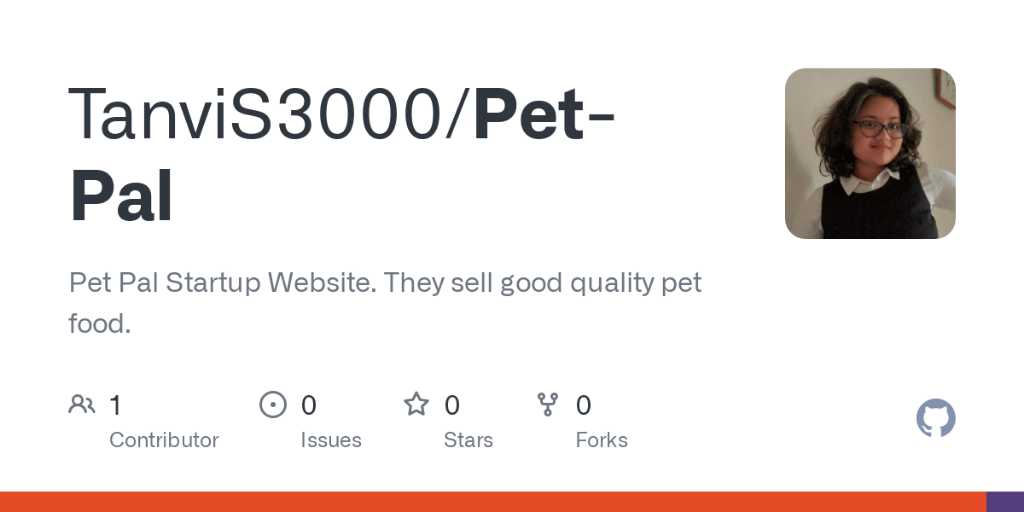 TanviS3000/Pet-
Pal
Pet Pal Startup Website. They sell good quality pet
food.
1 0 0 0
Contributor Issues Stars Forks